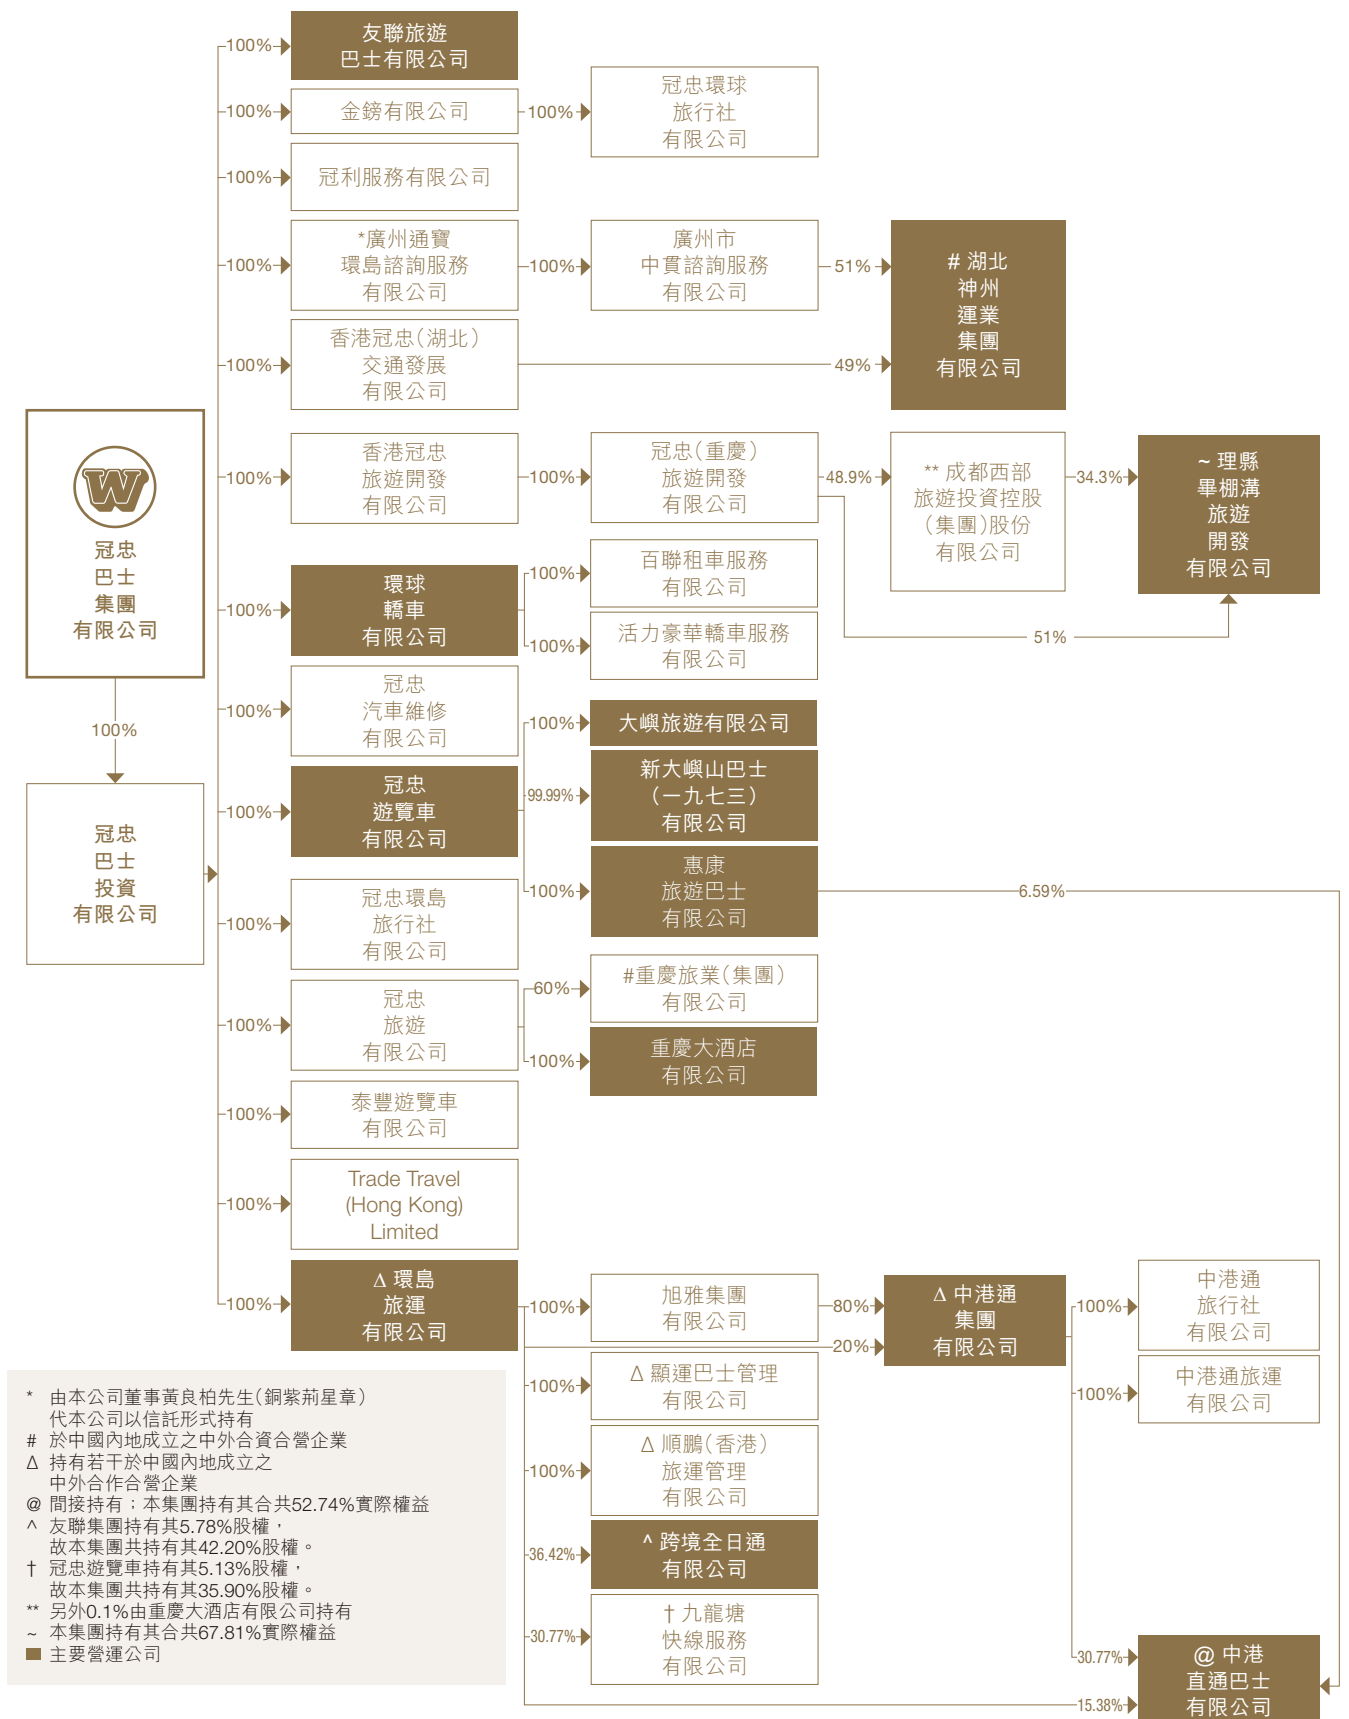 冠忠
巴士
集團
有限公司
100%
冠忠
巴士
投資
有限公司
100%
友聯旅遊
巴士有限公司
100%
金鎊有限公司
100%
冠忠環球
旅行社
有限公司
100%
冠利服務有限公司
100%
*廣州通寶
環島諮詢服務
有限公司
100%
廣州市
中貫諮詢服務
有限公司
51%
# 湖北
神州
運業
集團
有限公司
100%
香港冠忠(湖北)
交通發展
有限公司
49%
100%
香港冠忠
旅遊開發
有限公司
100%
冠忠(重慶)
旅遊開發
有限公司
48.9%
** 成都西部
旅遊投資控股
(集團)股份
有限公司
34.3%
~ 理縣
畢棚溝
旅遊
開發
有限公司
51%
100%
環球
轎車
有限公司
100%
百聯租車服務
有限公司
100%
活力豪華轎車服務
有限公司
100%
冠忠
汽車維修
有限公司
100%
冠忠
遊覽車
有限公司
100%
大嶼旅遊有限公司
99.99%
新大嶼山巴士
(一九七三)
有限公司
100%
惠康
旅遊巴士
有限公司
6.59%
100%
冠忠環島
旅行社
有限公司
100%
冠忠
旅遊
有限公司
60%
#重慶旅業(集團)
有限公司
100%
重慶大酒店
有限公司
100%
泰豐遊覽車
有限公司
100%
Trade Travel
(Hong Kong)
Limited
100%
Δ 環島
旅運
有限公司
100%
旭雅集團
有限公司
80%
20%
Δ 中港通
集團
有限公司
100%
中港通
旅行社
有限公司
100%
中港通旅運
有限公司
100%
Δ 顯運巴士管理
有限公司
100%
Δ 順鵬(香港)
旅運管理
有限公司
36.42%
^ 跨境全日通
有限公司
30.77%
† 九龍塘
快線服務
有限公司
30.77%
15.38%
@ 中港
直通巴士
有限公司
* 由本公司董事黃良柏先生(銅紫荊星章)
代本公司以信託形式持有
# 於中國內地成立之中外合資合營企業
Δ 持有若干於中國內地成立之
中外合作合營企業
@ 間接持有；本集團持有其合共52.74%實際權益
^ 友聯集團持有其5.78%股權，
故本集團共持有其42.20%股權。
† 冠忠遊覽車持有其5.13%股權，
故本集團共持有其35.90%股權。
** 另外0.1%由重慶大酒店有限公司持有
~ 本集團持有其合共67.81%實際權益
主要營運公司